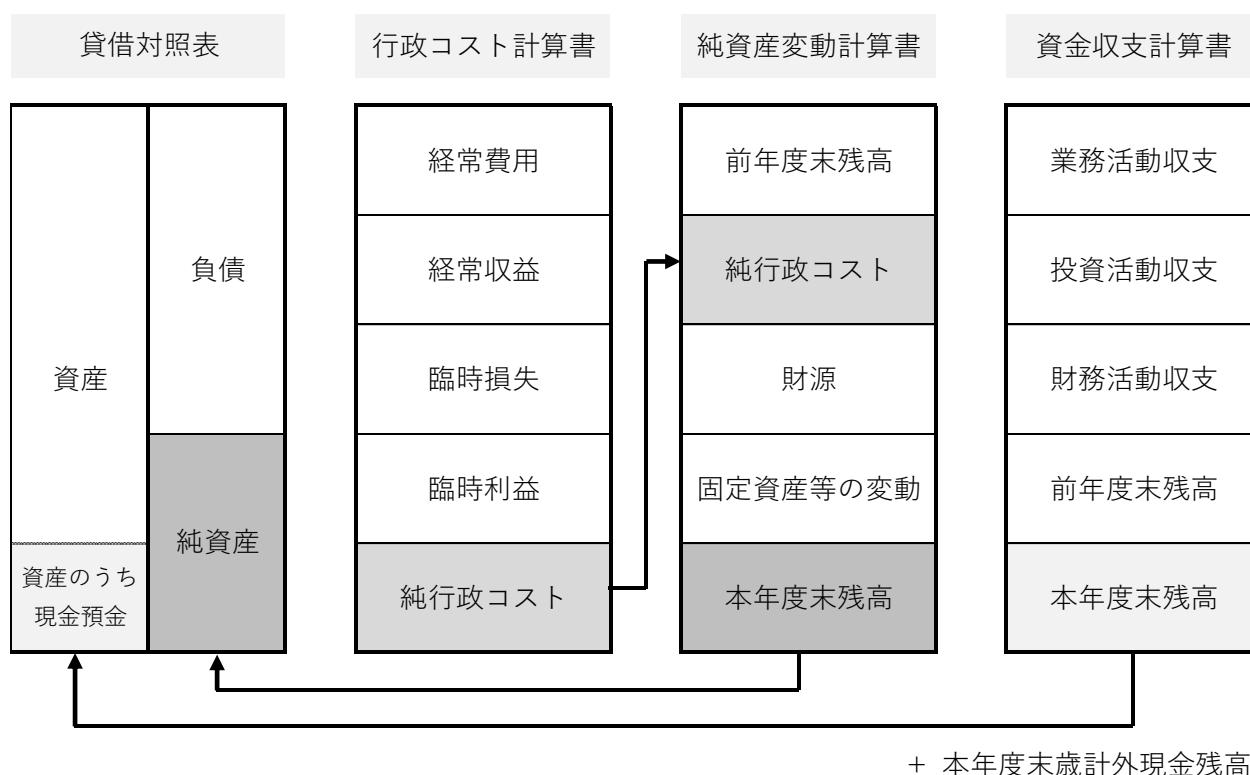 貸借対照表
行政コスト計算書
純資産変動計算書
資金収支計算書
資産
資産のうち
現金預金
負債
純資産
経常費用
経常収益
臨時損失
臨時利益
純行政コスト
前年度末残高
純行政コスト
財源
固定資産等の変動
本年度末残高
業務活動収支
投資活動収支
財務活動収支
前年度末残高
本年度末残高
+ 本年度末歳計外現金残高